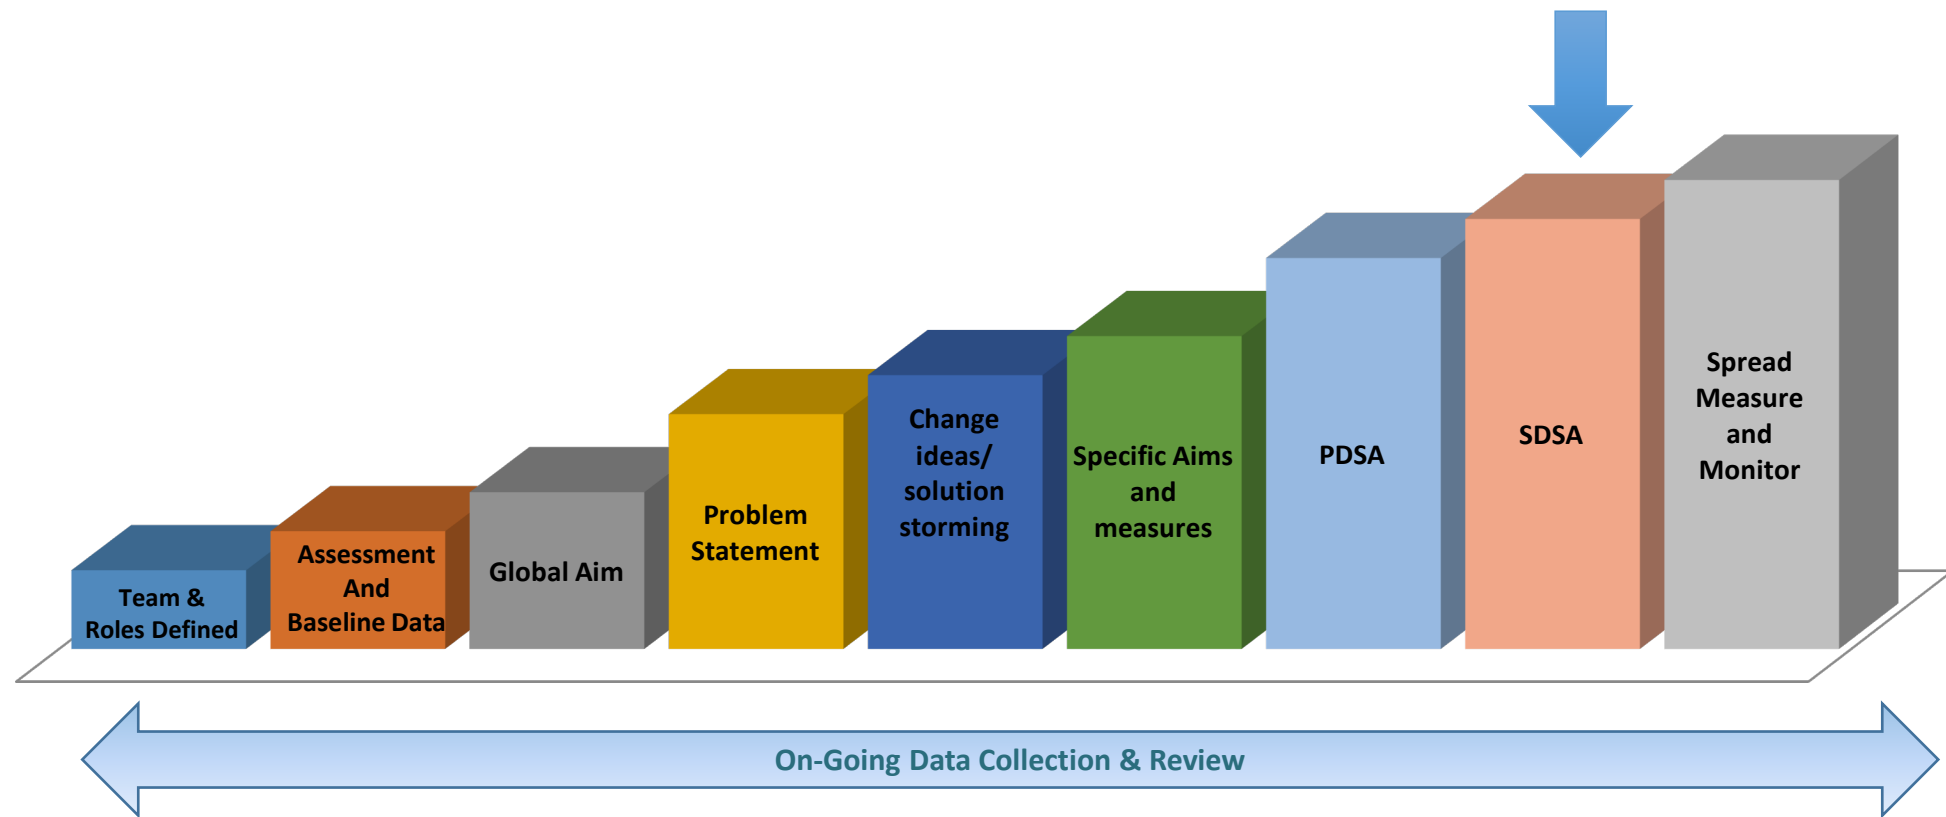 Team &
Roles Defined
Assessment
And
Baseline Data
Global Aim
Problem
Statement
Change
ideas/
solution
storming
Specific Aims
and
measures
PDSA
SDSA
Spread
Measure
and
Monitor
On-Going Data Collection & Review